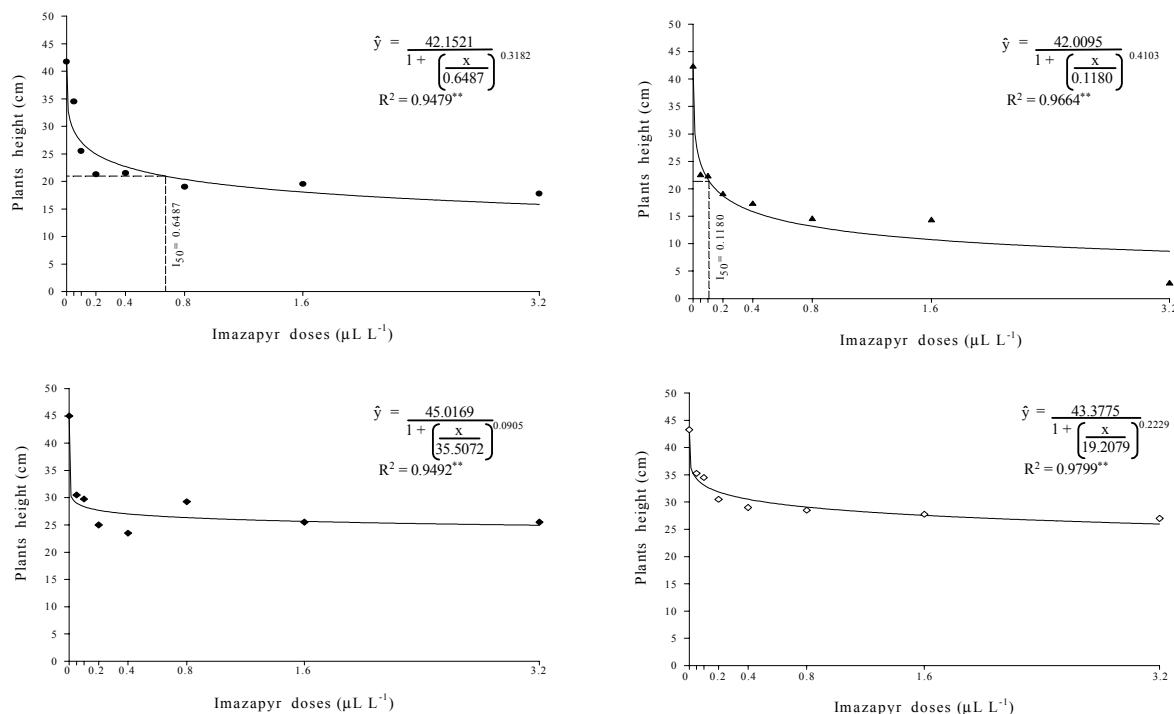 50
45
40
35
30
25
20
15
10
5
0
Plants height (cm)
ŷ = 42.1521
1 + (x / 0.6487) 0.3182
R² = 0.9479**
I50= 0.6487
0 0.2 0.4 0.8 1.6 3.2
Imazapyr doses (µL L⁻¹)
50
45
40
35
30
25
20
15
10
5
0
Plants height (cm)
ŷ = 42.0095
1 + (x / 0.1180) 0.4103
R² = 0.9664**
I50= 0.1180
0 0.2 0.4 0.8 1.6 3.2
Imazapyr doses (µL L⁻¹)
50
45
40
35
30
25
20
15
10
5
0
Plants height (cm)
ŷ = 45.0169
1 + (x / 35.5072) 0.0905
R² = 0.9492**
0 0.2 0.4 0.8 1.6 3.2
Imazapyr doses (µL L⁻¹)
50
45
40
35
30
25
20
15
10
5
0
Plants height (cm)
ŷ = 43.3775
1 + (x / 19.2079) 0.2229
R² = 0.9799**
0 0.2 0.4 0.8 1.6 3.2
Imazapyr doses (µL L⁻¹)